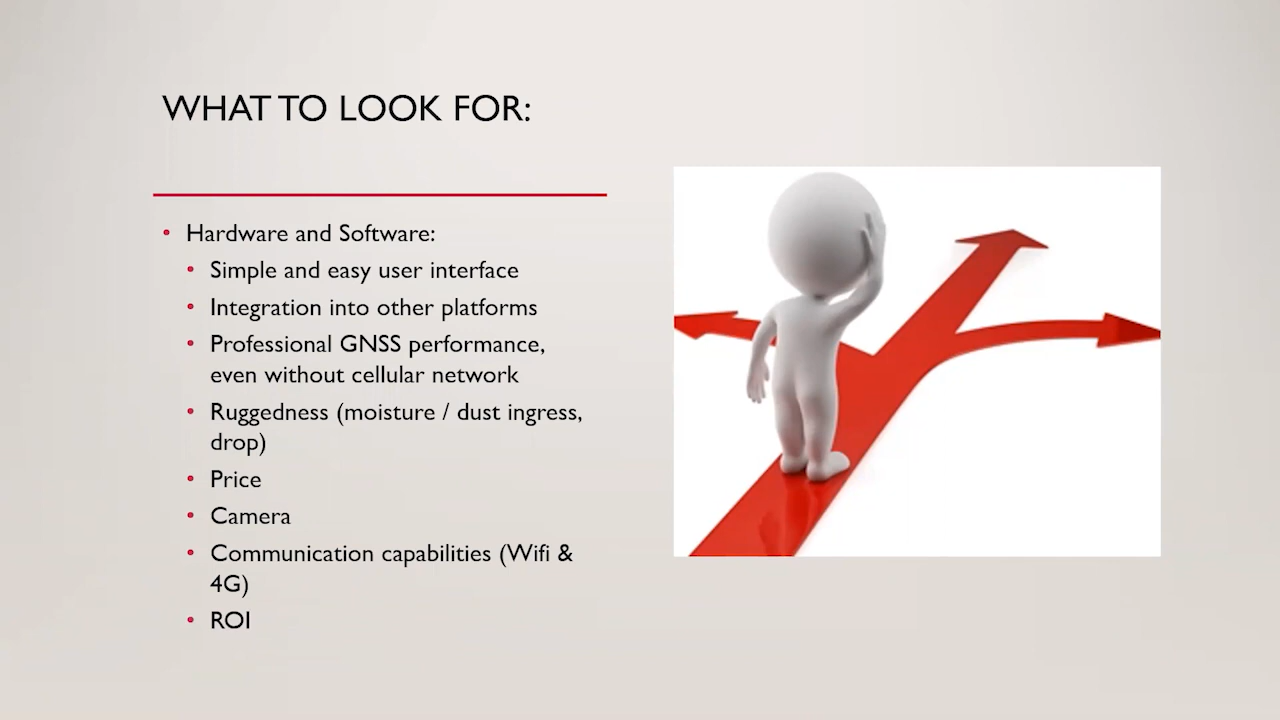 WHAT TO LOOK FOR:
• Hardware and Software:
• Simple and easy user interface
• Integration into other platforms
• Professional GNSS performance,
even without cellular network
• Ruggedness (moisture / dust ingress,
drop)
• Price
• Camera
• Communication capabilities (Wifi &
4G)
• ROI